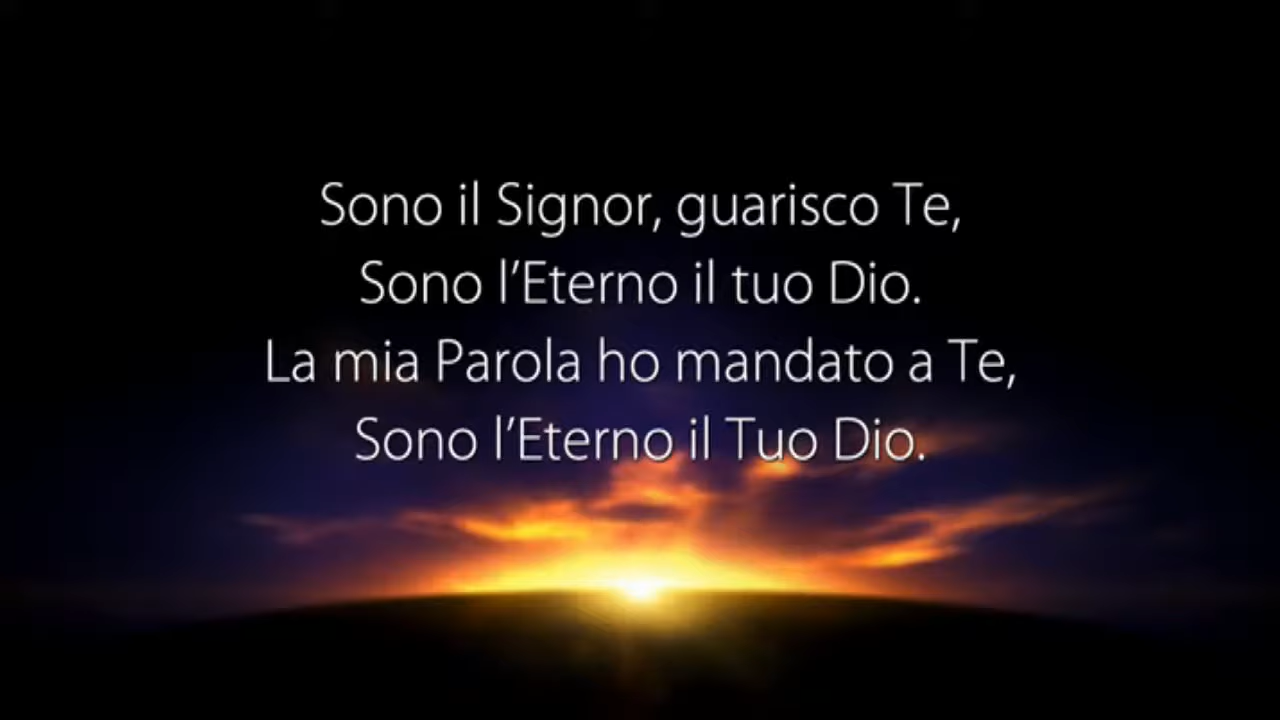 Sono il Signor, guarisco Te,
Sono l’Eterno il tuo Dio.
La mia Parola ho mandato a Te,
Sono l’Eterno il Tuo Dio.